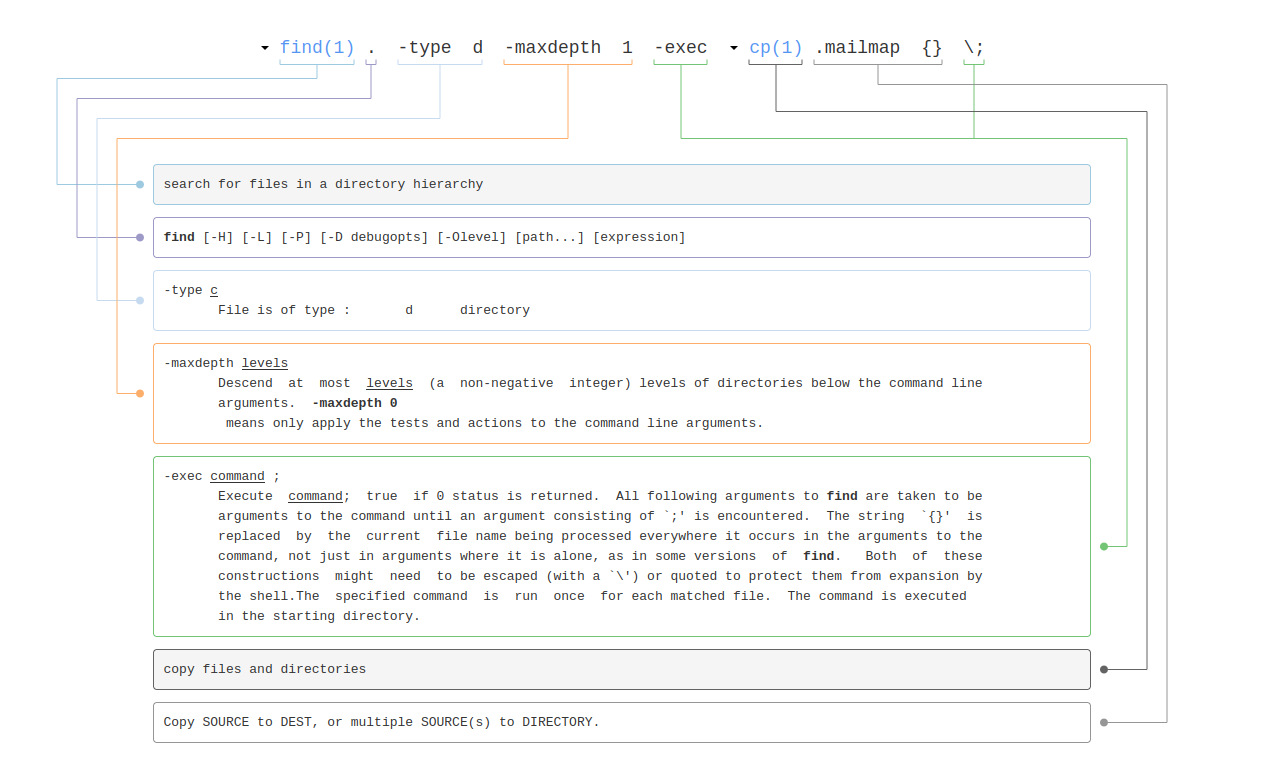 find(1) . -type d -maxdepth 1 -exec cp(1) .mailmap {} \;
search for files in a directory hierarchy
find [-H] [-L] [-P] [-D debugopts] [-Olevel] [path...] [expression]
-type c
File is of type : d directory
-maxdepth levels
Descend at most levels (a non-negative integer) levels of directories below the command line
arguments. -maxdepth 0
means only apply the tests and actions to the command line arguments.
-exec command ;
Execute command; true if 0 status is returned. All following arguments to find are taken to be
arguments to the command until an argument consisting of `;' is encountered. The string `{}' is
replaced by the current file name being processed everywhere it occurs in the arguments to the
command, not just in arguments where it is alone, as in some versions of find. Both of these
constructions might need to be escaped (with a `\') or quoted to protect them from expansion by
the shell.The specified command is run once for each matched file. The command is executed
in the starting directory.
copy files and directories
Copy SOURCE to DEST, or multiple SOURCE(s) to DIRECTORY.